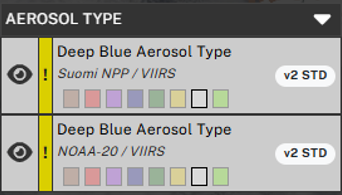 AEROSOL TYPE
! Deep Blue Aerosol Type
Suomi NPP / VIIRS
v2 STD
! Deep Blue Aerosol Type
NOAA-20 / VIIRS
v2 STD